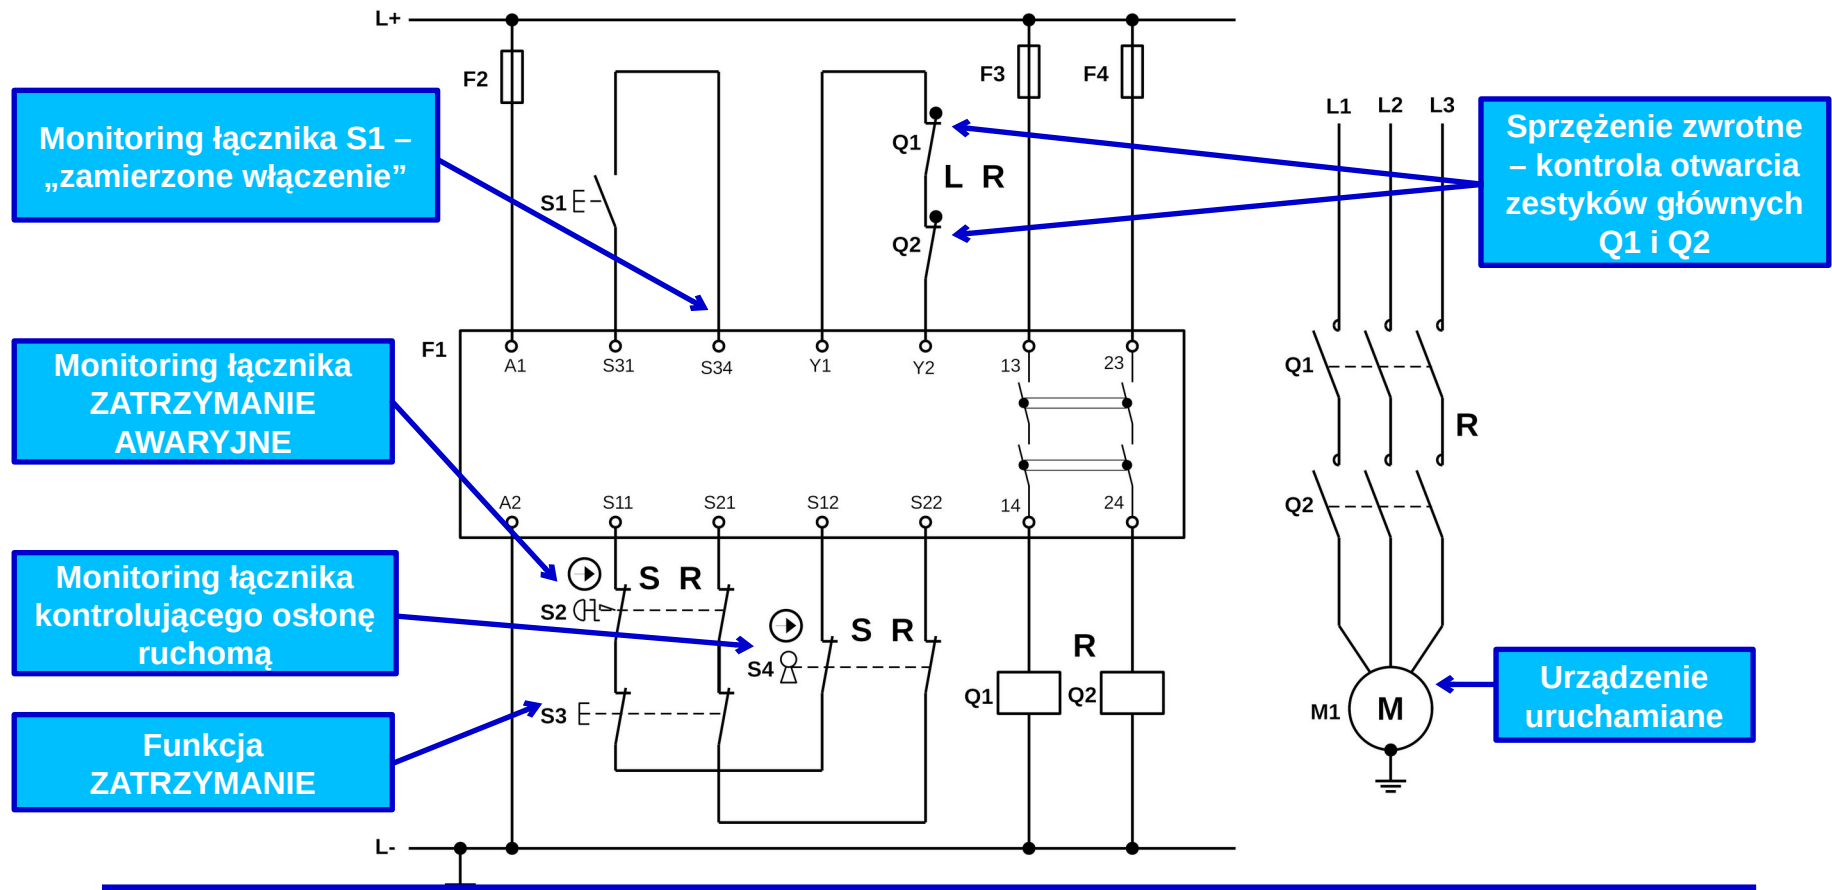 L+
F2
F3
F4
L1 L2 L3
Monitoring łącznika S1 –
„zamierzone włączenie”
Sprzężenie zwrotne
– kontrola otwarcia
zestyków głównych
Q1 i Q2
Q1
L R
S1
Q2
F1
A1 S31 S34 Y1 Y2 13 23
Monitoring łącznika
ZATRZYMANIE
AWARYJNE
Q1
R
A2 S11 S21 S12 S22 14 24
Q2
Monitoring łącznika
kontrolującego osłonę
ruchomą
S R
S2
S R
S4
R
Q1
Q2
S3
M1
M
Urządzenie
uruchamiane
Funkcja
ZATRZYMANIE
L-